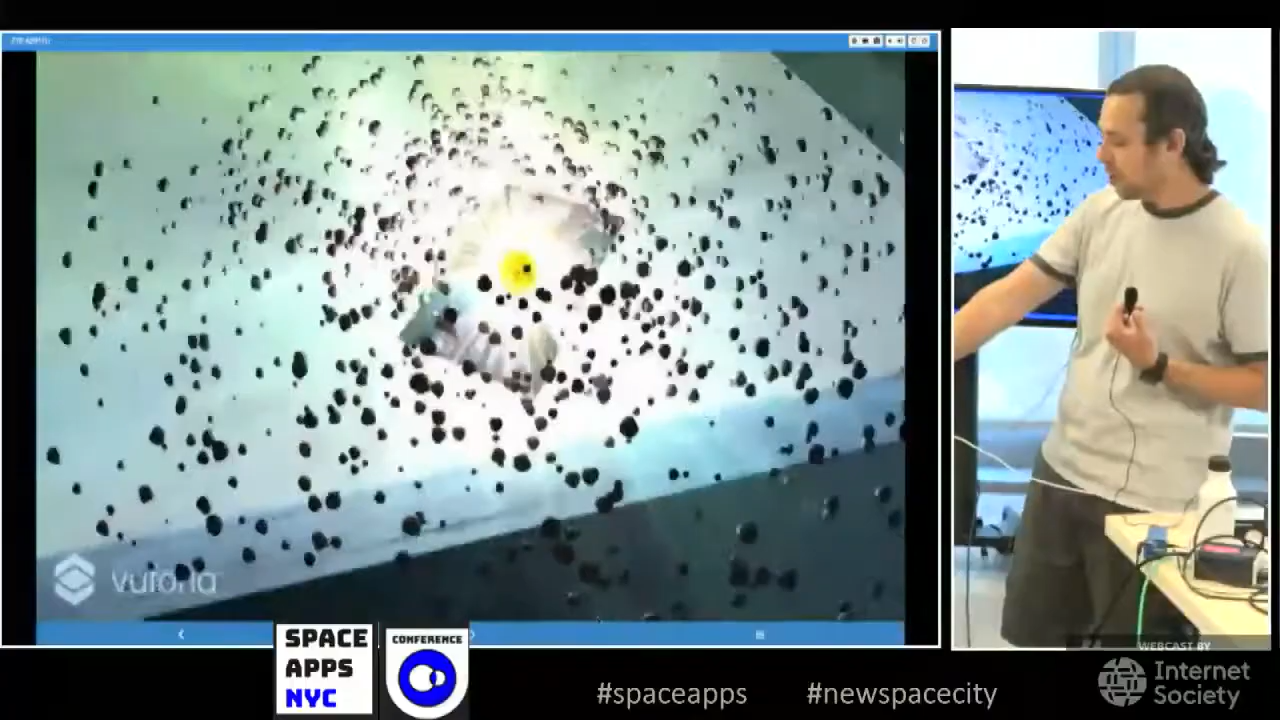 vuforia
SPACE
APPS
NYC
CONFERENCE
#spaceapps
#newspacecity
WEBCAST BY
Internet
Society